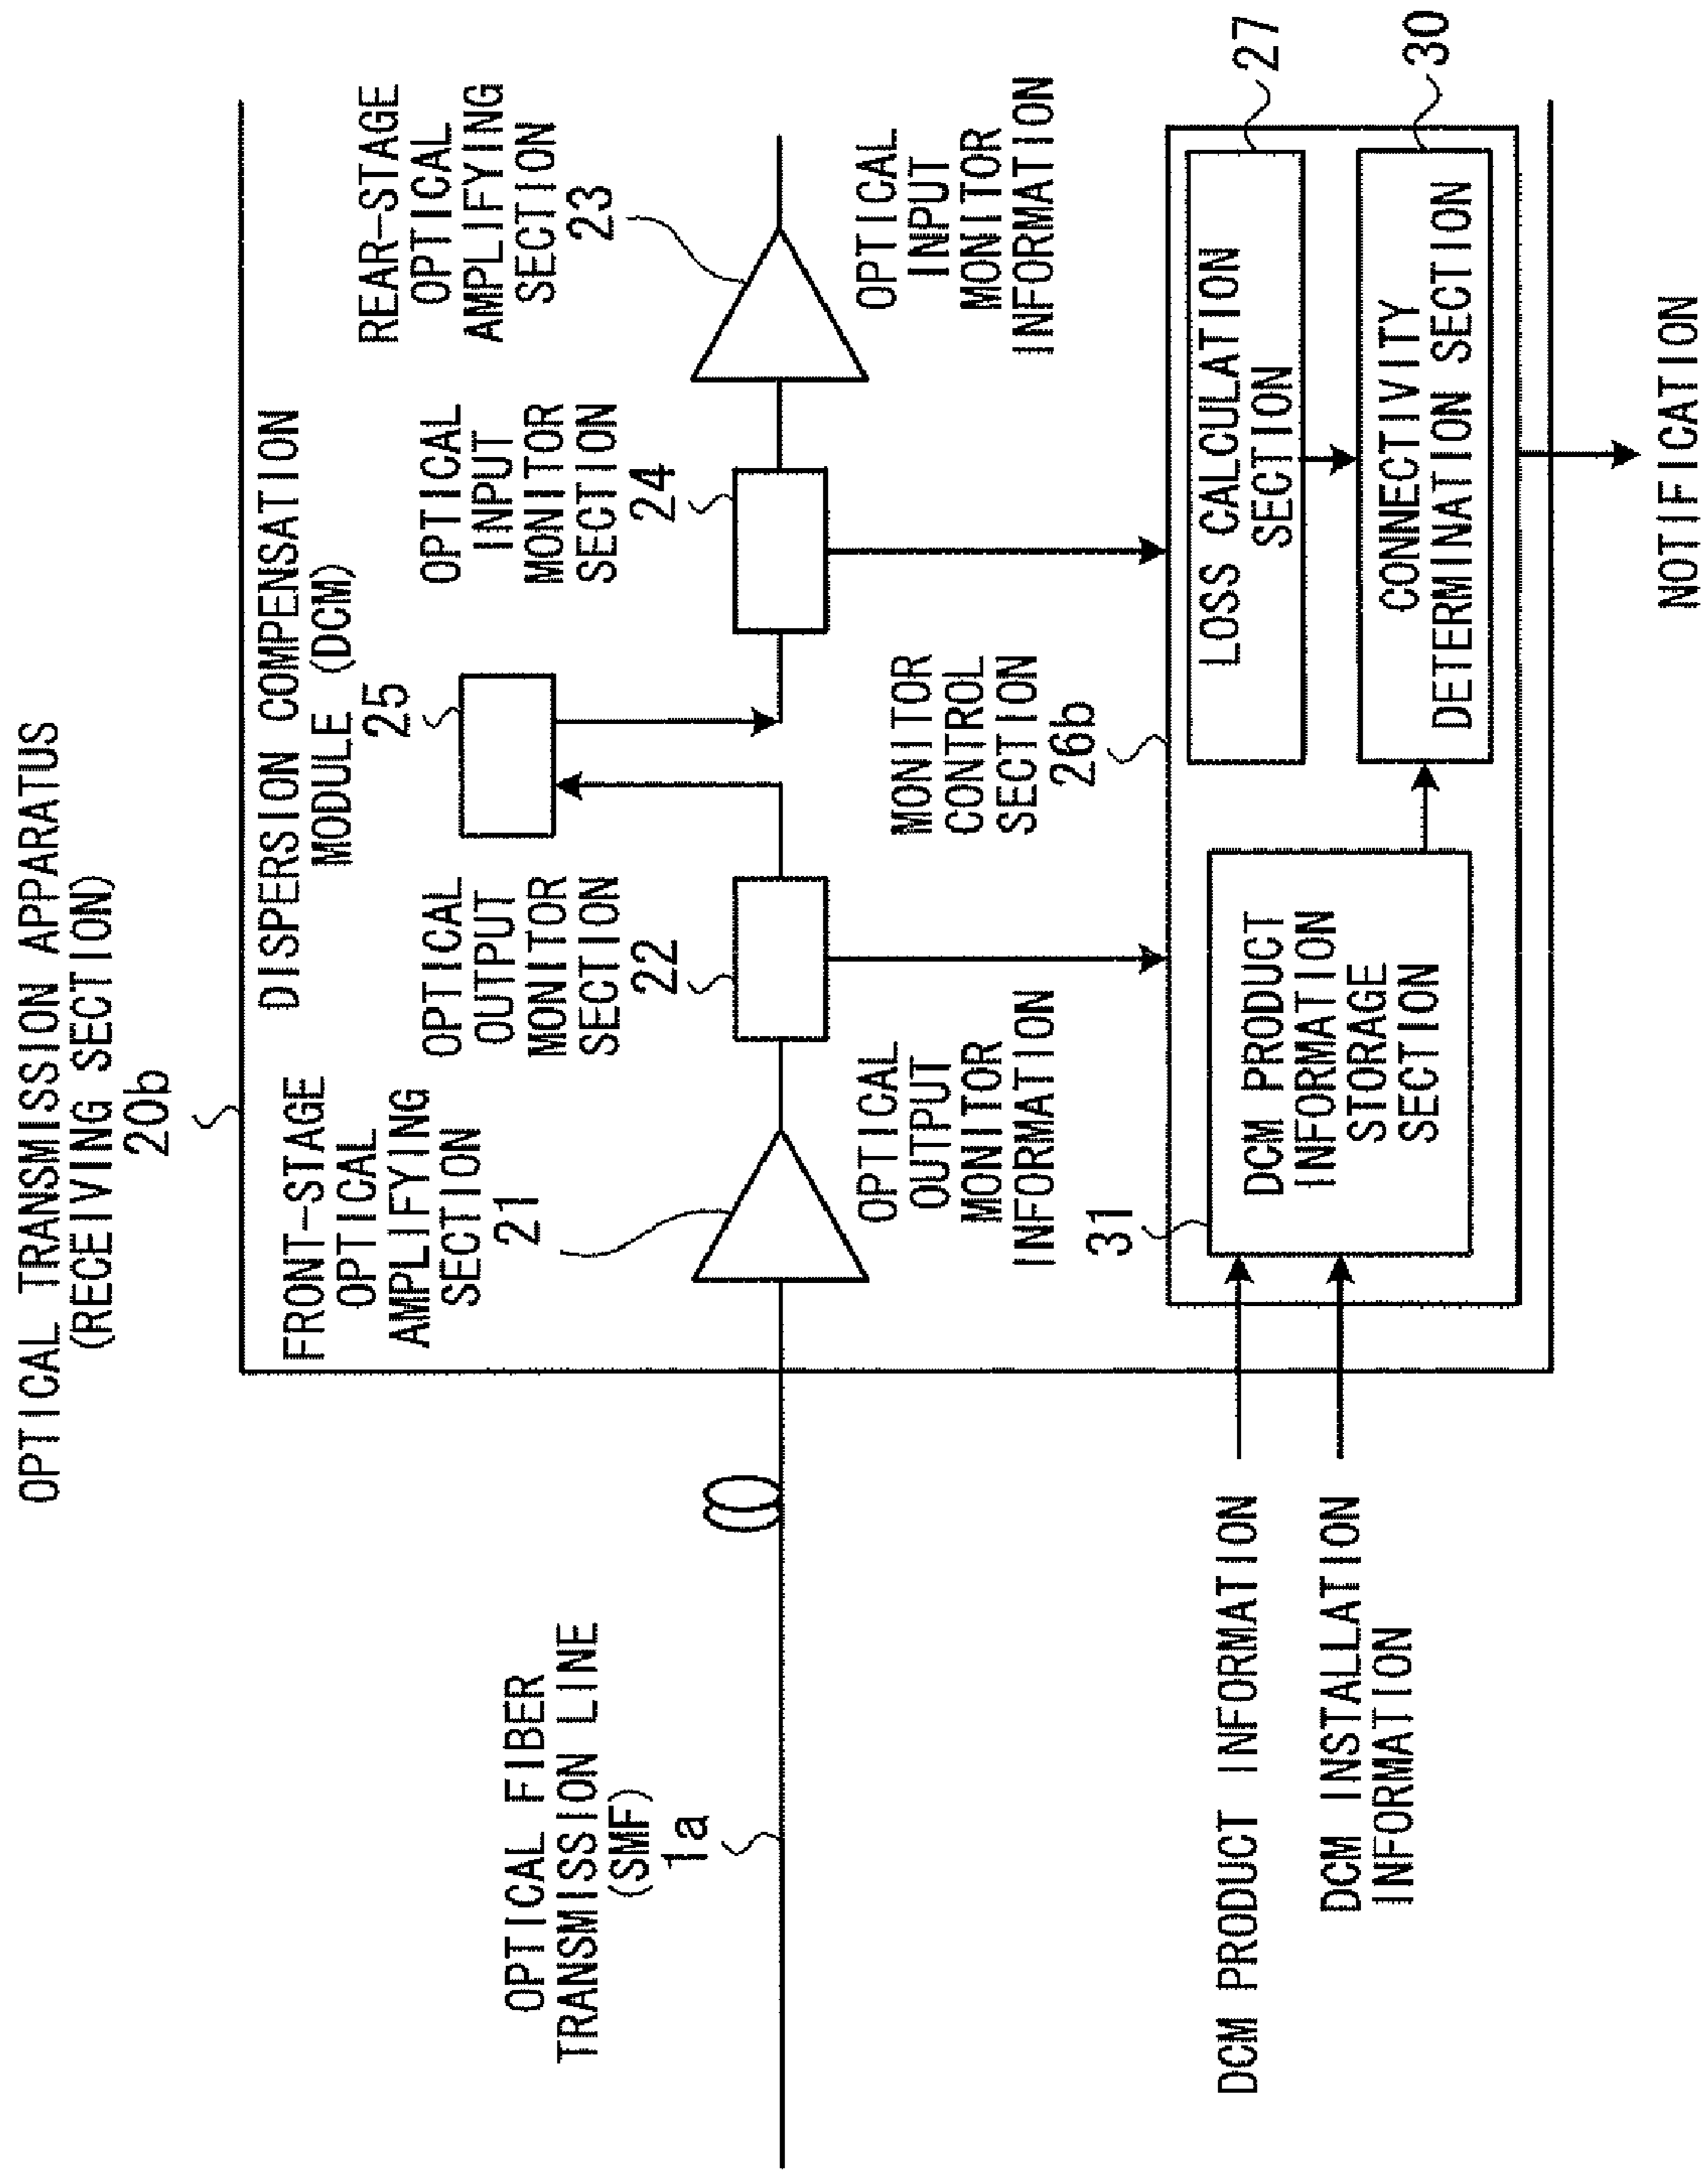 OPTICAL TRANSMISSION APPARATUS
(RECEIVING SECTION)
20b
DISPERSION COMPENSATION
MODULE (DCM)
25
FRONT-STAGE
OPTICAL
AMPLIFYING
SECTION
21
OPTICAL
OUTPUT
MONITOR
SECTION
22
OPTICAL
INPUT
MONITOR
SECTION
24
REAR-STAGE
OPTICAL
AMPLIFYING
SECTION
23
OPTICAL FIBER
TRANSMISSION LINE
(SMF)
1a
OPTICAL
OUTPUT
MONITOR
INFORMATION
MONITOR
CONTROL
SECTION
26b
OPTICAL
INPUT
MONITOR
INFORMATION
31
DCM PRODUCT
INFORMATION
STORAGE
SECTION
LOSS CALCULATION
SECTION
27
CONNECTIVITY
DETERMINATION SECTION
30
DCM PRODUCT INFORMATION
DCM INSTALLATION
INFORMATION
NOTIFICATION